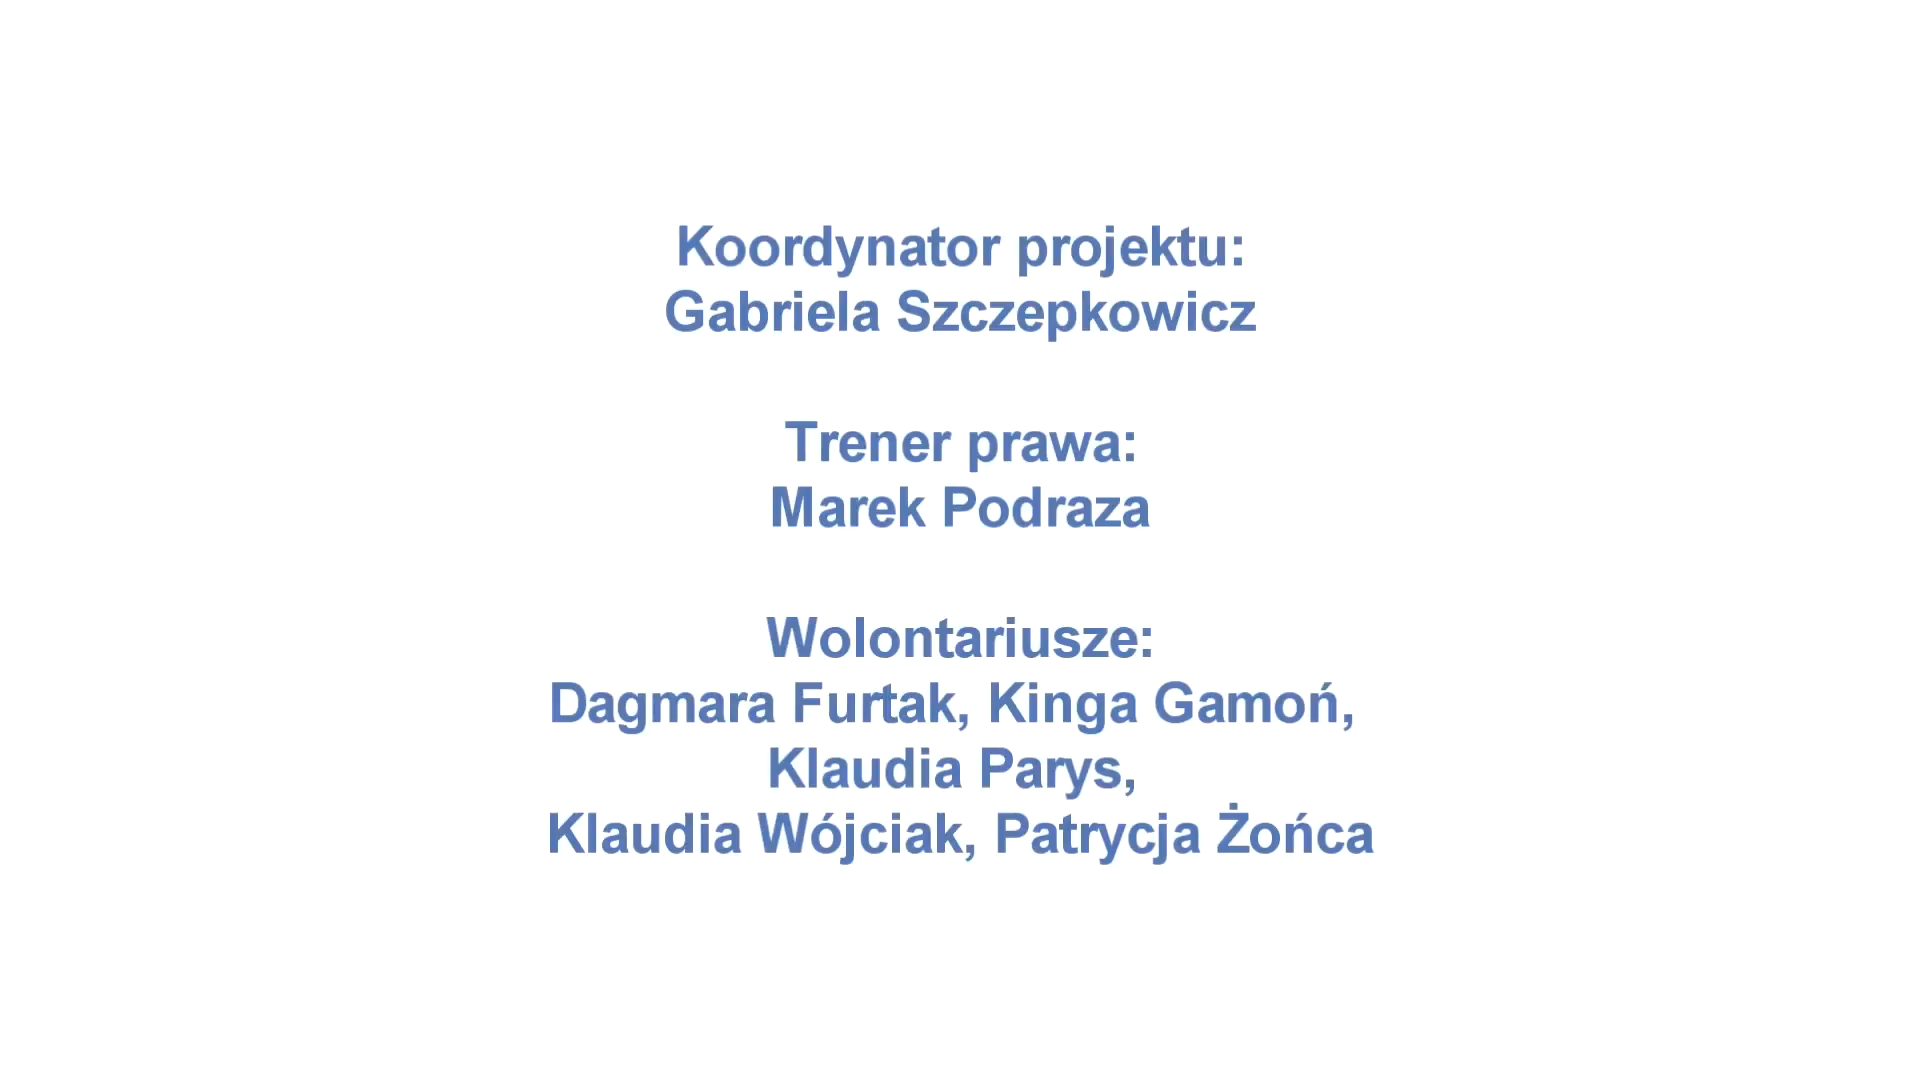 Koordynator projektu:
Gabriela Szczepkowicz
Trener prawa:
Marek Podraza
Wolontariusze:
Dagmara Furtak, Kinga Gamoń,
Klaudia Parys,
Klaudia Wójciak, Patrycja Żońca